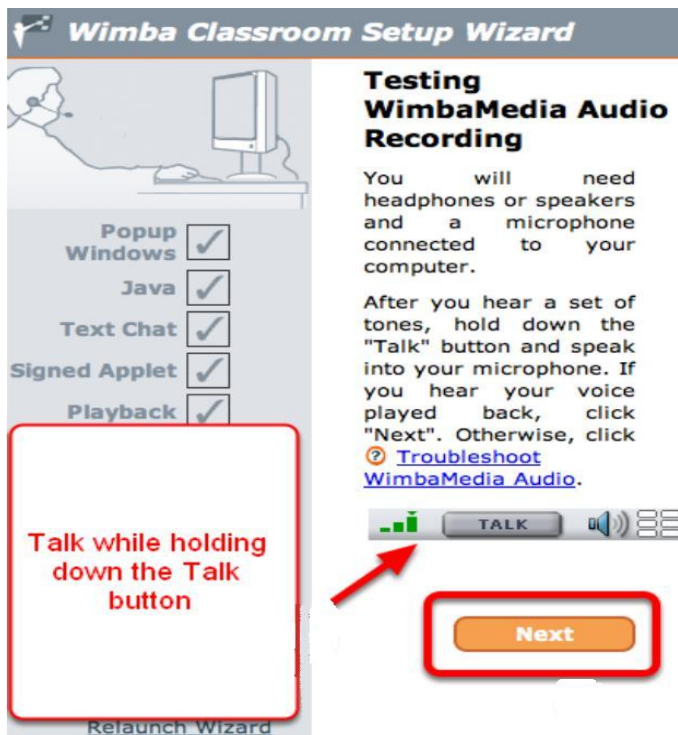 Wimba Classroom Setup Wizard
Popup
Windows
Java
Text Chat
Signed Applet
Playback
Talk while holding
down the Talk
button
Relaunch Wizard
Testing
WimbaMedia Audio
Recording
You will need
headphones or speakers
and a microphone
connected to your
computer.
After you hear a set of
tones, hold down the
"Talk" button and speak
into your microphone. If
you hear your voice
played back, click
"Next". Otherwise, click
Troubleshoot
WimbaMedia Audio.
TALK
Next